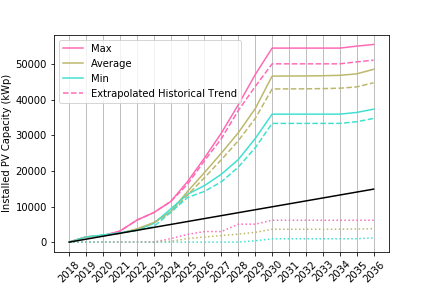 Max
Average
Min
Extrapolated Historical Trend
Installed PV Capacity (kWp)
50000
40000
30000
20000
10000
0
2018 2019 2020 2021 2022 2023 2024 2025 2026 2027 2028 2029 2030 2031 2032 2033 2034 2035 2036